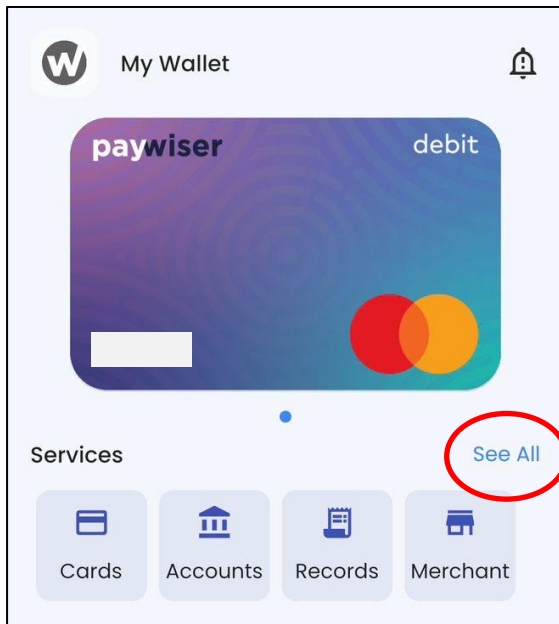 My Wallet
paywiser debit
Services See All
Cards Accounts Records Merchant